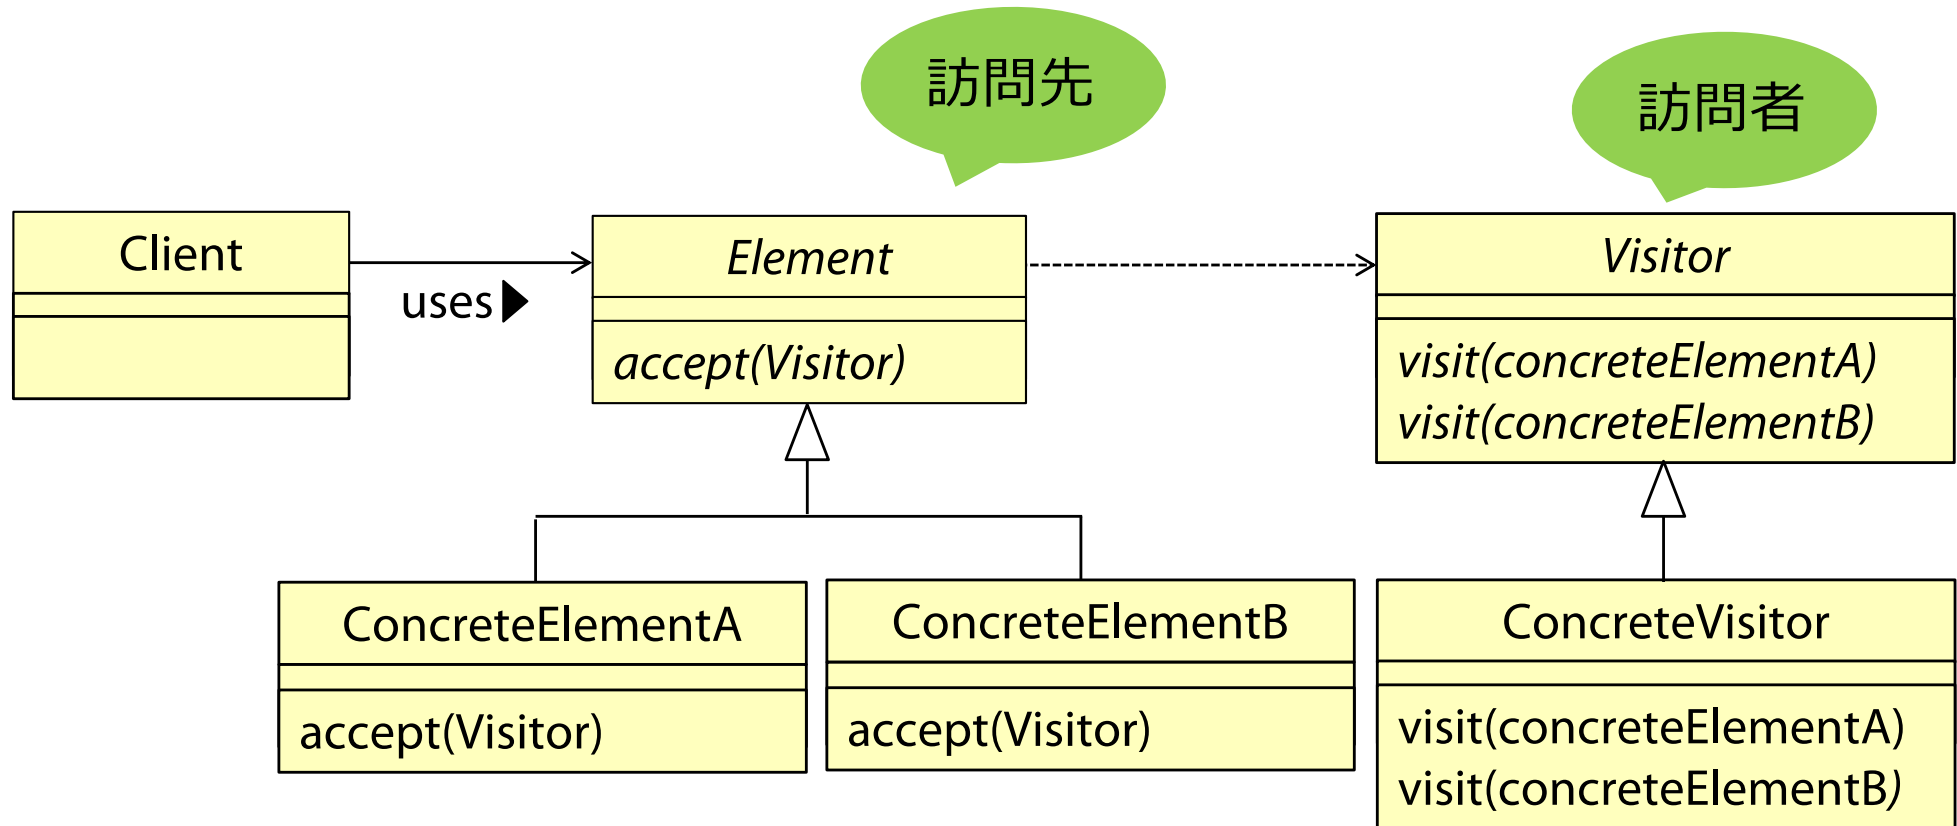 訪問先
訪問者
Client
uses
Element
accept(Visitor)
Visitor
visit(concreteElementA)
visit(concreteElementB)
ConcreteElementA
accept(Visitor)
ConcreteElementB
accept(Visitor)
ConcreteVisitor
visit(concreteElementA)
visit(concreteElementB)